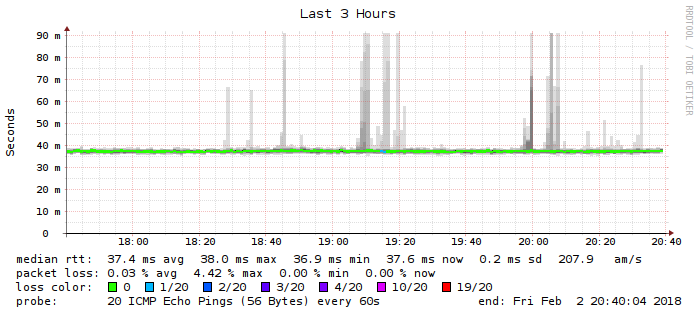 Last 3 Hours
RRDTOOL / TOBI OETIKER
Seconds
90 m
80 m
70 m
60 m
50 m
40 m
30 m
20 m
10 m
0
18:00 18:20 18:40 19:00 19:20 19:40 20:00 20:20 20:40
median rtt: 37.4 ms avg 38.0 ms max 36.9 ms min 37.6 ms now 0.2 ms sd 207.9 am/s
packet loss: 0.03 % avg 4.42 % max 0.00 % min 0.00 % now
loss color: 0 1/20 2/20 3/20 4/20 10/20 19/20
probe: 20 ICMP Echo Pings (56 Bytes) every 60s end: Fri Feb 2 20:40:04 2018